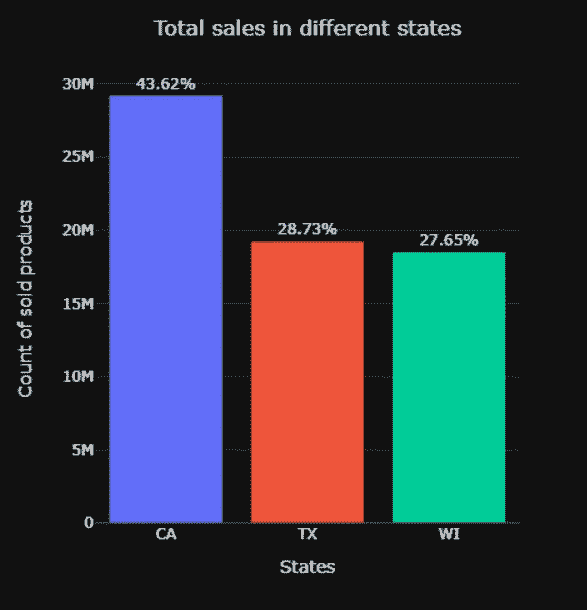 Total sales in different states
Count of sold products
30M
25M
20M
15M
10M
5M
0
43.62%
28.73%
27.65%
CA
TX
WI
States